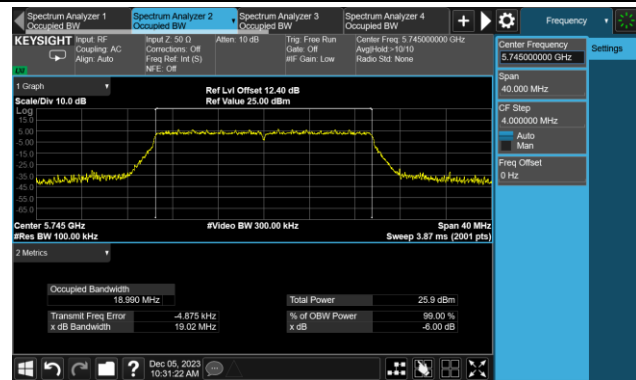 Spectrum Analyzer 1
Occupied BW
Spectrum Analyzer 2
Occupied BW
Spectrum Analyzer 3
Occupied BW
Spectrum Analyzer 4
Occupied BW
Frequency
KEYSIGHT
Input: RF
Coupling: AC
Align: Auto
Input Z: 50 Ω
Corrections: Off
Freq Ref: Int (S)
NFE: Off
Atten: 10 dB
Trig: Free Run
Gate: Off
#IF Gain: Low
Center Freq: 5.745000000 GHz
Avg|Hold:>10/10
Radio Std: None
Center Frequency
5.745000000 GHz
Settings
Span
40.000 MHz
CF Step
4.000000 MHz
Auto
Man
Freq Offset
0 Hz
1 Graph
Ref Lvl Offset 12.40 dB
Scale/Div 10.0 dB
Ref Value 25.00 dBm
Log
15.0
5.00
-5.00
-15.0
-25.0
-35.0
-45.0
-55.0
-65.0
Center 5.745 GHz
#Video BW 300.00 kHz
Span 40 MHz
#Res BW 100.00 kHz
Sweep 3.87 ms (2001 pts)
2 Metrics
Occupied Bandwidth
18.990 MHz
Total Power
25.9 dBm
Transmit Freq Error
-4.875 kHz
% of OBW Power
99.00 %
x dB Bandwidth
19.02 MHz
x dB
-6.00 dB
Dec 05, 2023
10:31:22 AM